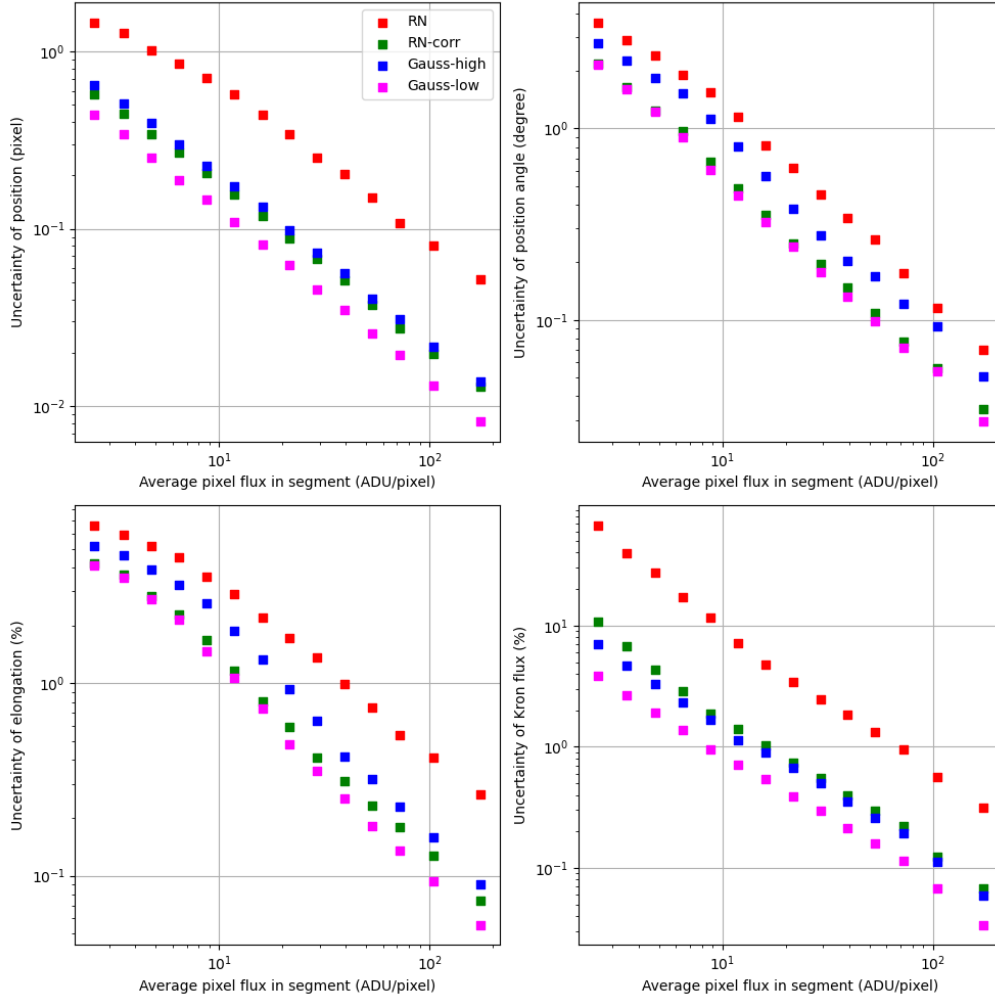 RN
RN-corr
Gauss-high
Gauss-low
Uncertainty of position (pixel)
10⁰
10⁻¹
10⁻²
10¹
10²
Average pixel flux in segment (ADU/pixel)
Uncertainty of position angle (degree)
10⁰
10⁻¹
10¹
10²
Average pixel flux in segment (ADU/pixel)
Uncertainty of elongation (%)
10⁰
10⁻¹
10¹
10²
Average pixel flux in segment (ADU/pixel)
Uncertainty of Kron flux (%)
10¹
10⁰
10⁻¹
10¹
10²
Average pixel flux in segment (ADU/pixel)